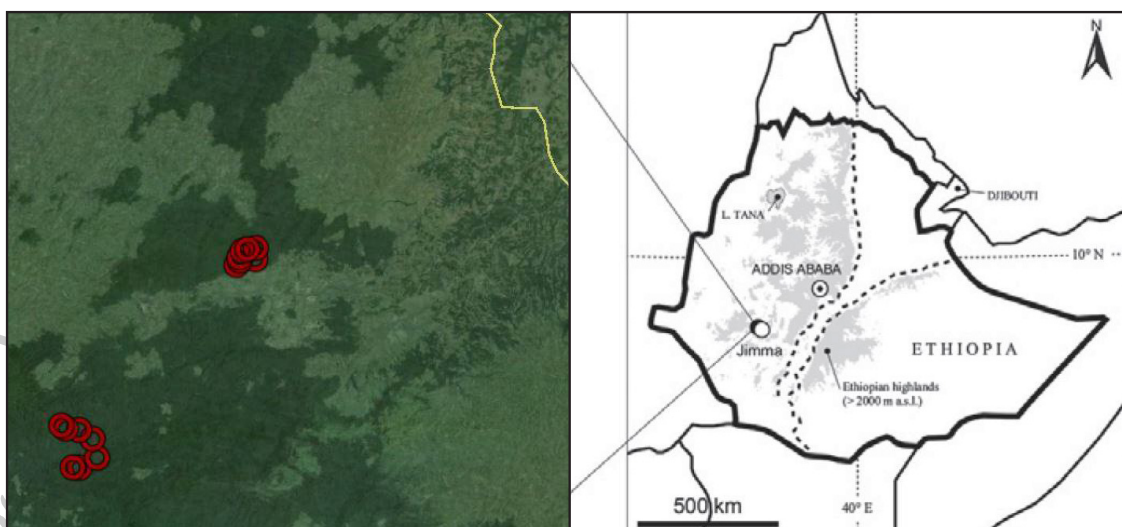 N
DJIBOUTI
L. TANA
10° N
ADDIS ABABA
Jimma
ETHIOPIA
Ethiopian highlands
(> 2000 m a.s.l.)
500 km
40° E